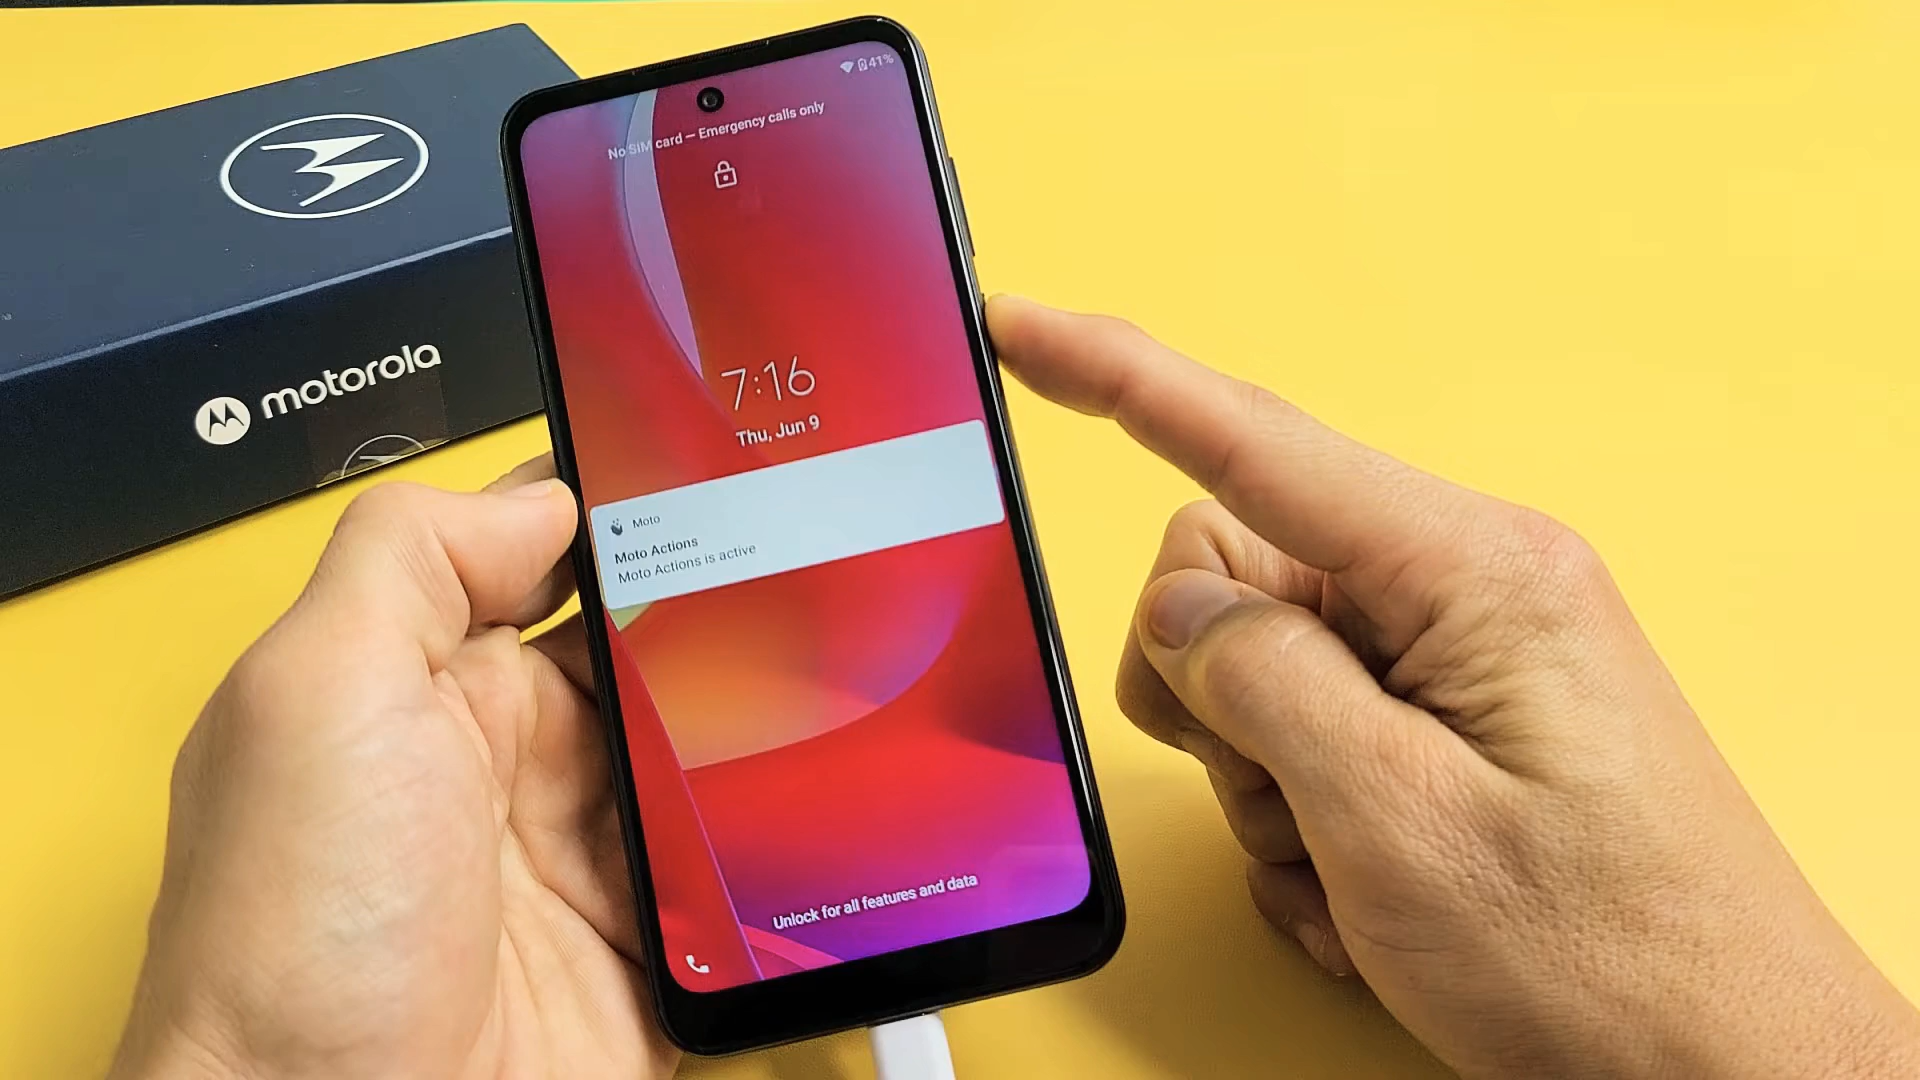 41%
No SIM card — Emergency calls only
motorola
7:16
Thu, Jun 9
Moto
Moto Actions
Moto Actions is active
Unlock for all features and data